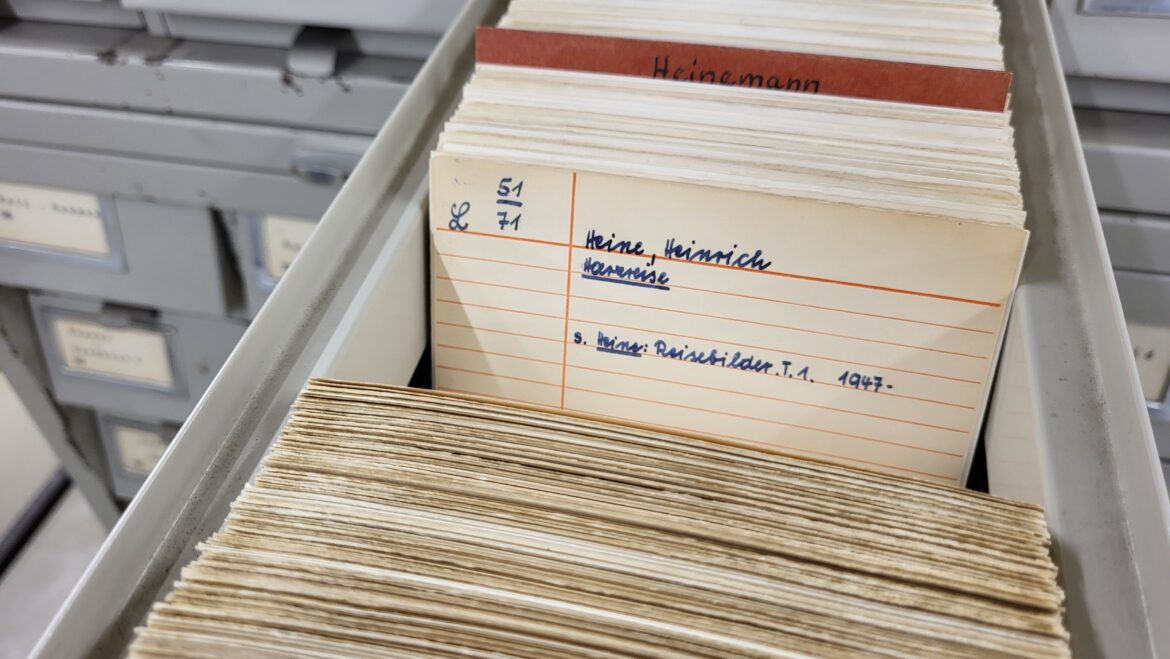 Heinemann
51
L 71
Heine, Heinrich
Harzreise
s. Heine: Reisebilder. T. 1. 1947-